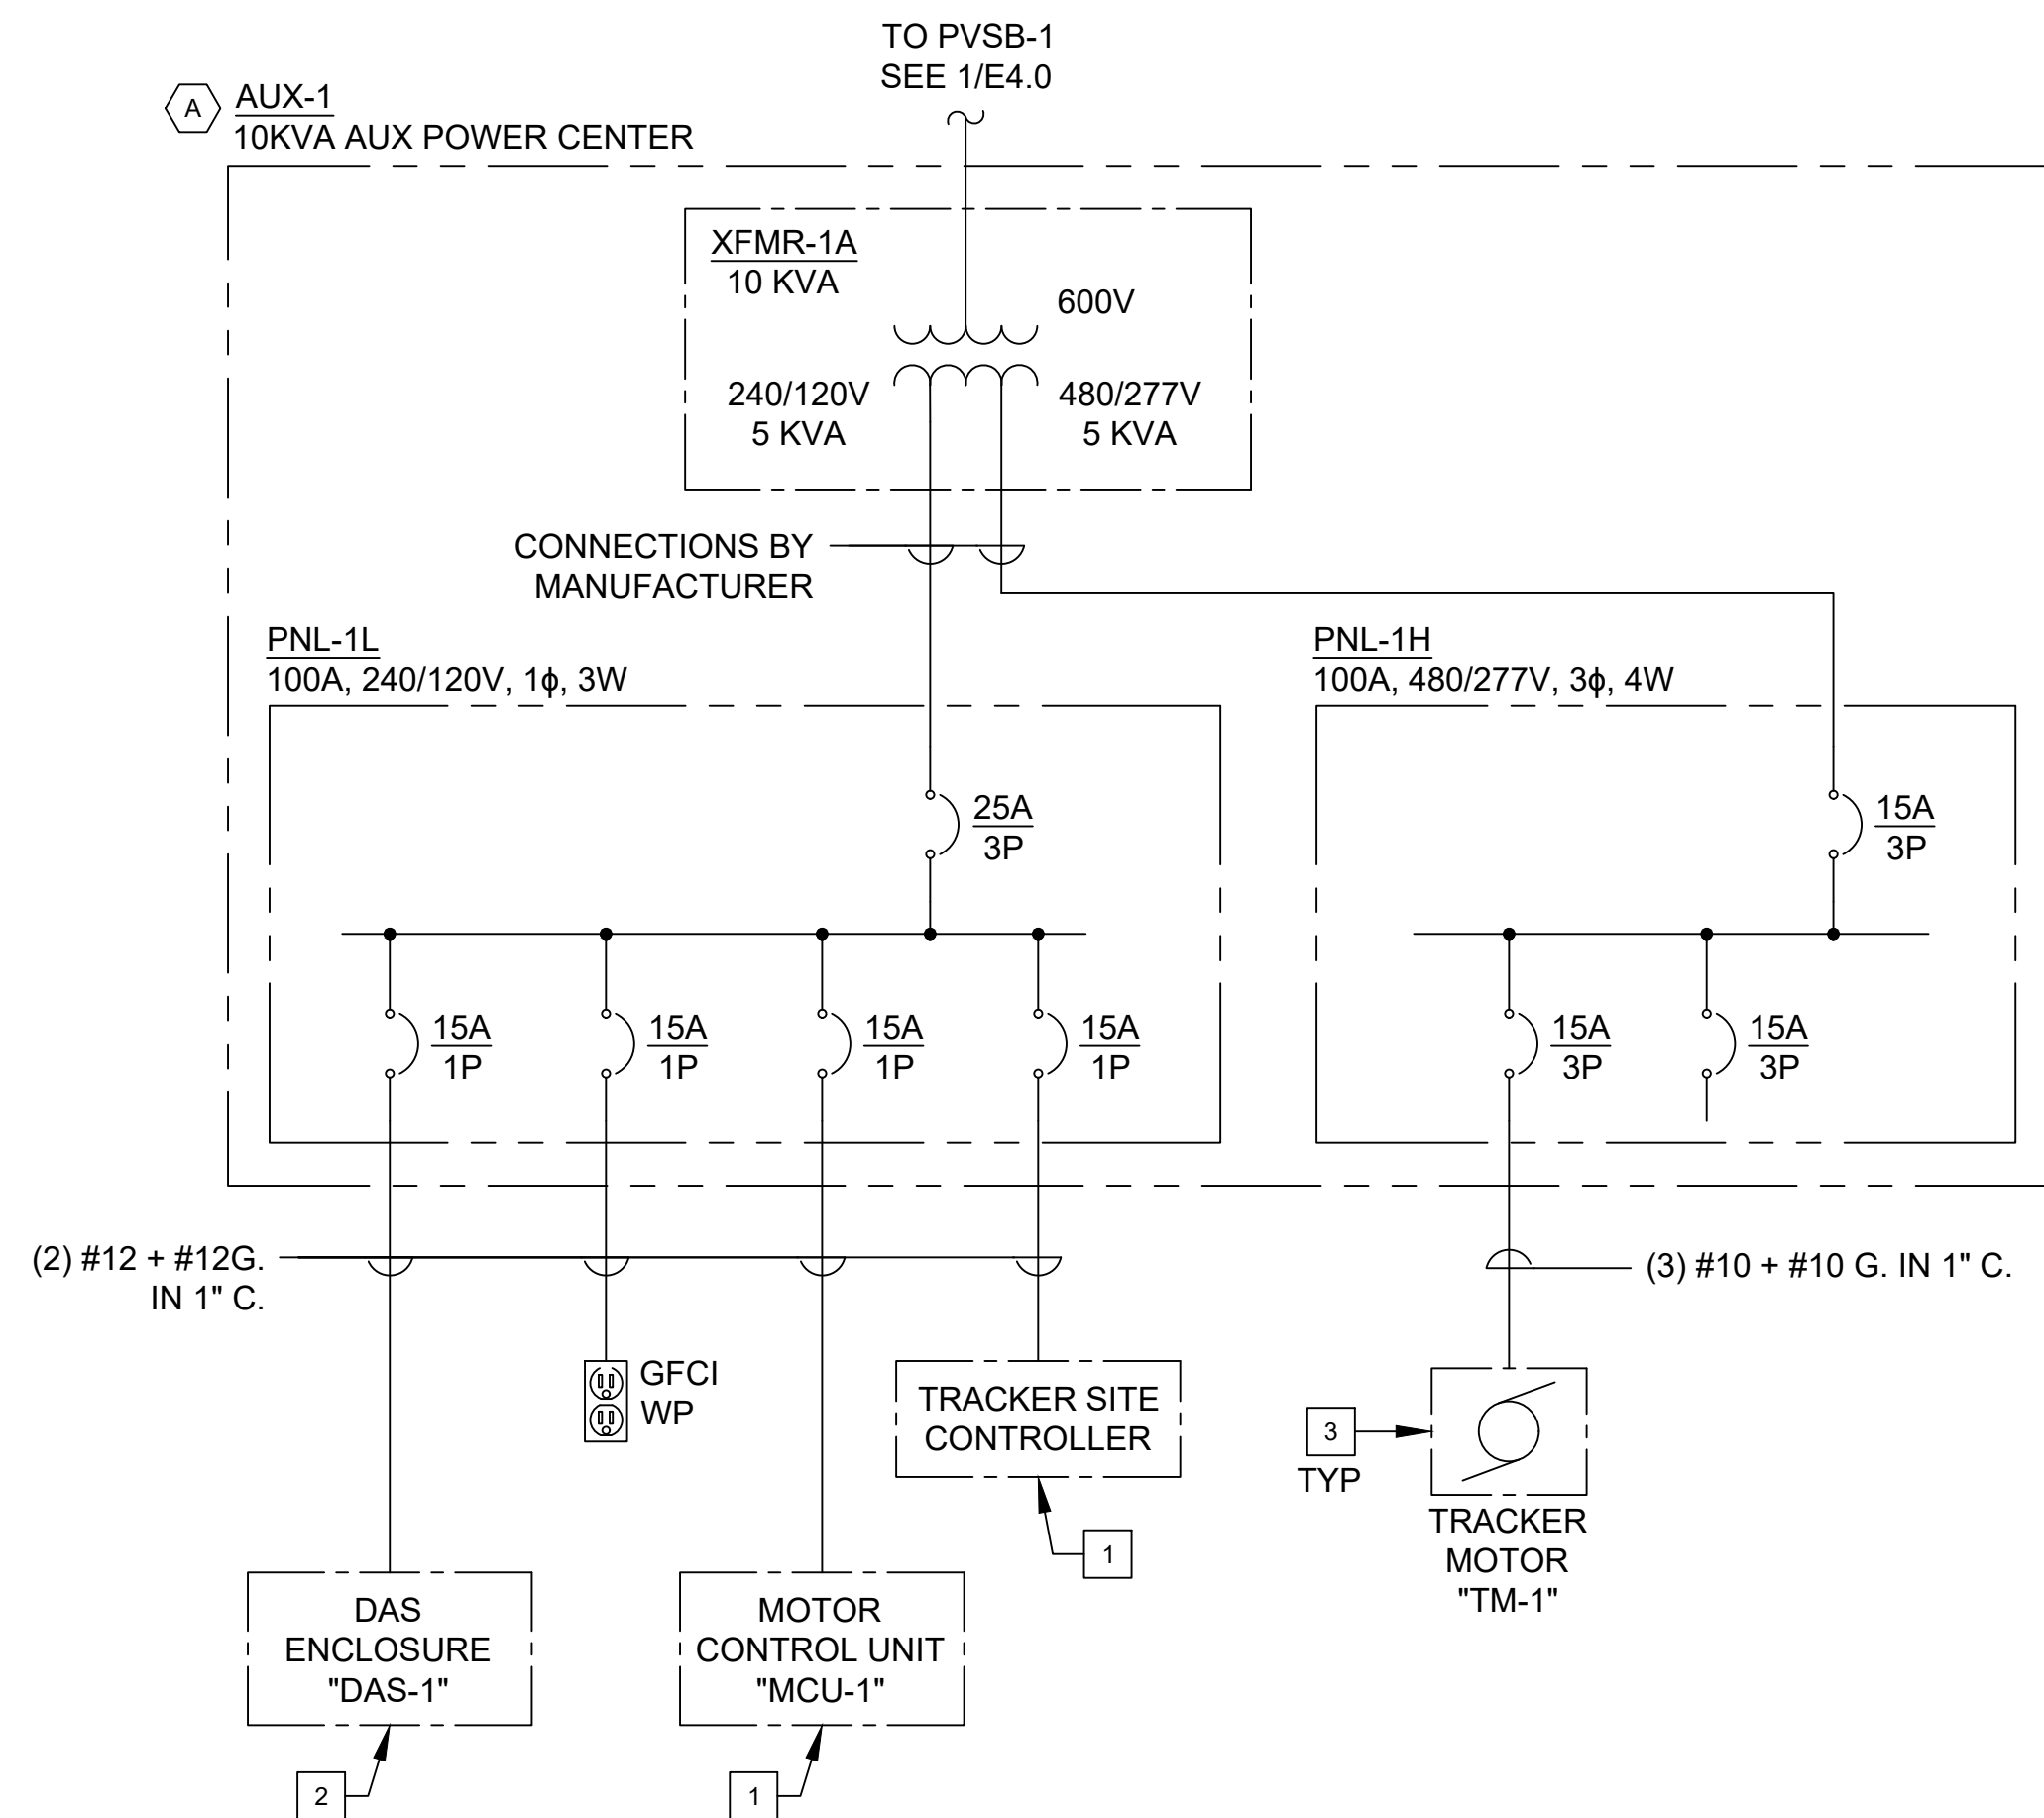 TO PVSB-1
SEE 1/E4.0
A
AUX-1
10KVA AUX POWER CENTER
XFMR-1A
10 KVA
600V
240/120V
5 KVA
480/277V
5 KVA
CONNECTIONS BY
MANUFACTURER
PNL-1L
100A, 240/120V, 1ϕ, 3W
PNL-1H
100A, 480/277V, 3ϕ, 4W
25A
3P
15A
3P
15A
1P
15A
1P
15A
1P
15A
1P
15A
3P
15A
3P
(2) #12 + #12G.
IN 1" C.
(3) #10 + #10 G. IN 1" C.
GFCI
WP
TRACKER SITE
CONTROLLER
1
3
TYP
TRACKER
MOTOR
"TM-1"
DAS
ENCLOSURE
"DAS-1"
2
MOTOR
CONTROL UNIT
"MCU-1"
1